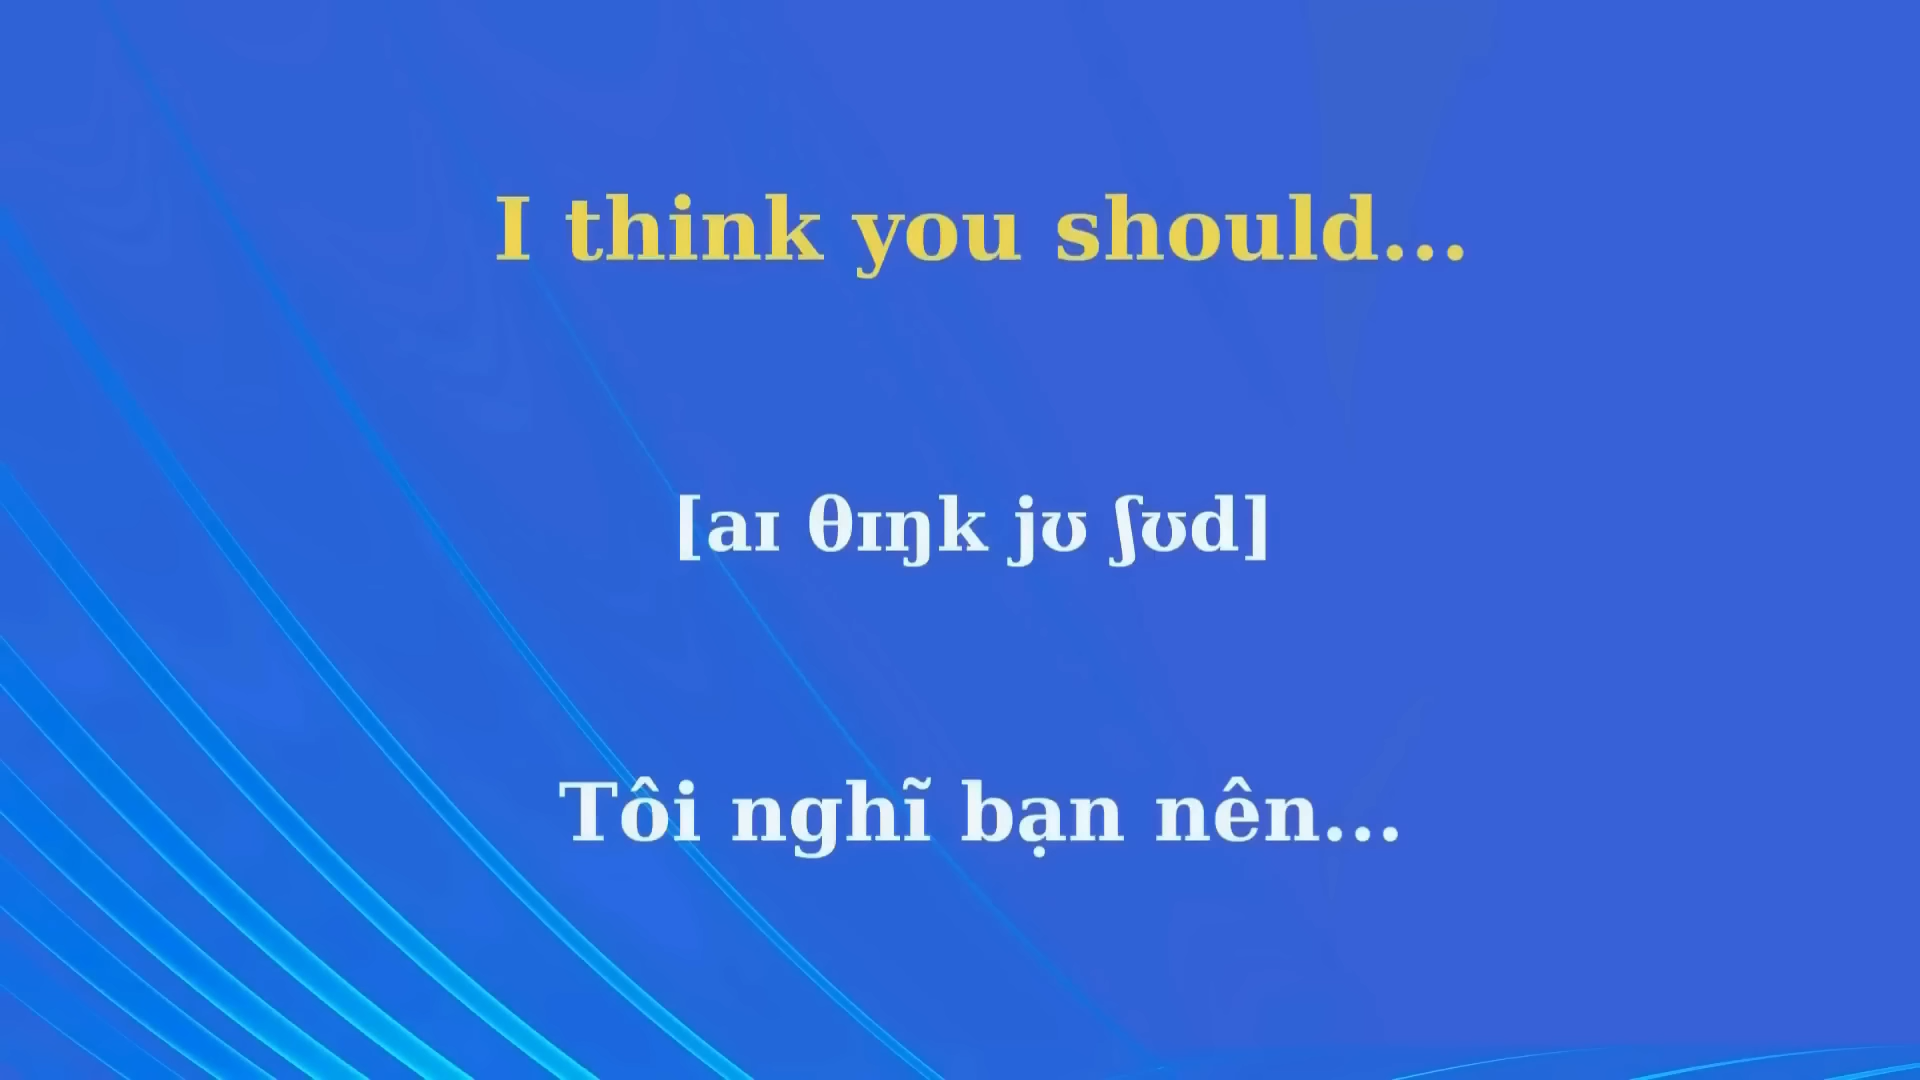 I think you should...
[aɪ θɪŋk jʊ ʃʊd]
Tôi nghĩ bạn nên...